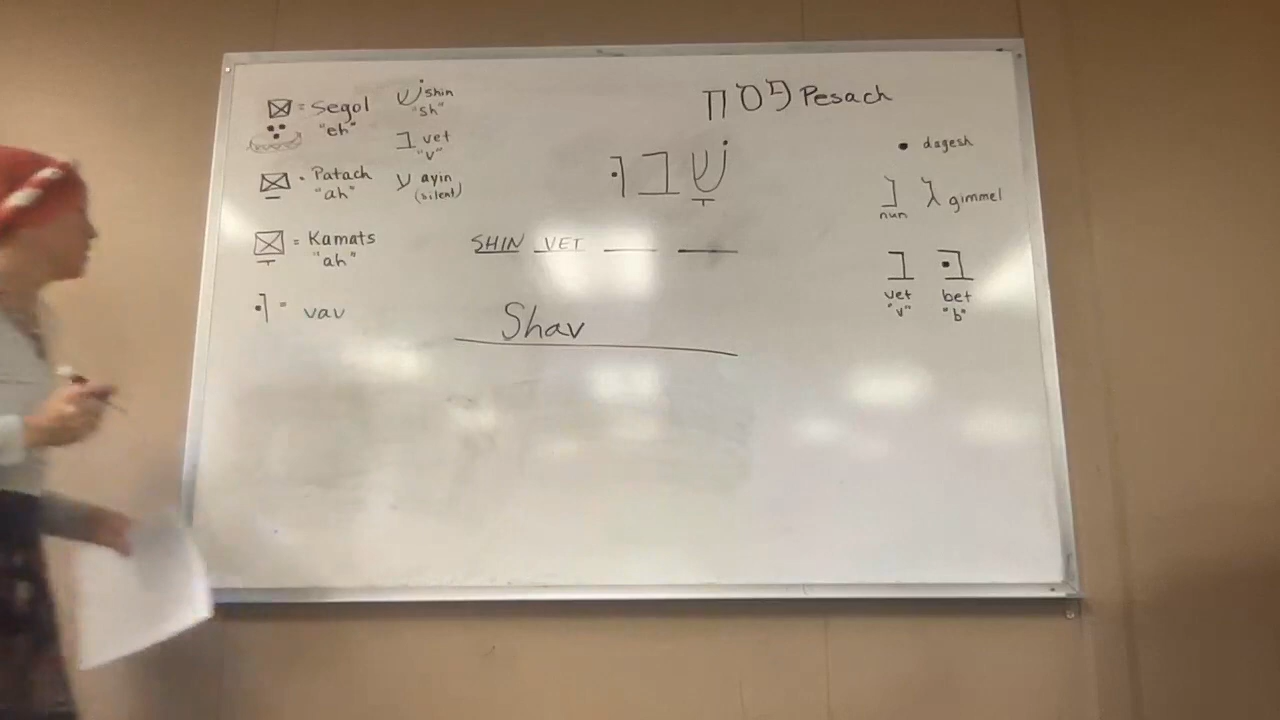 = Segol
"eh"
= Patach
"ah"
= Kamats
"ah"
וּ = vav
שׁ shin
"sh"
ב vet
"v"
ע ayin
(silent)
פסח Pesach
שָׁבוּ
SHIN VET
Shav
dagesh
נ ג gimmel
nun
ב בּ
vet bet
"v" "b"